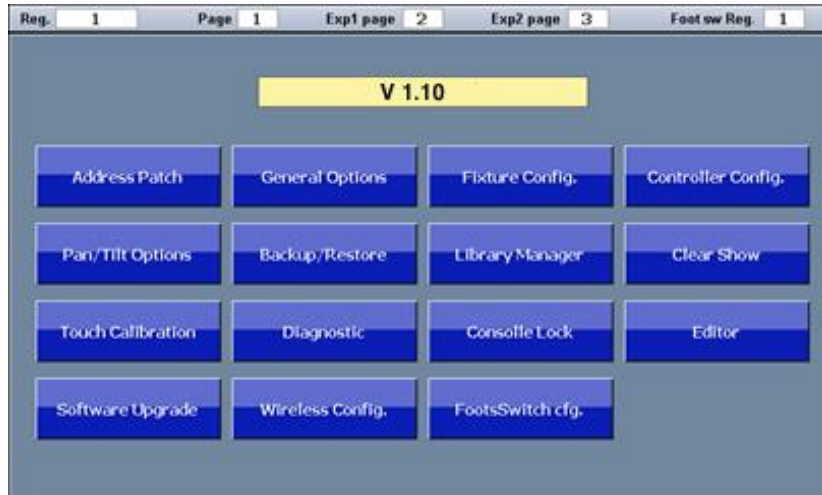 Reg. 1 Page 1 Exp1 page 2 Exp2 page 3 Foot sw Reg. 1
V 1.10
Address Patch General Options Fixture Config. Controller Config.
Pan/Tilt Options Backup/Restore Library Manager Clear Show
Touch Calibration Diagnostic Consolle Lock Editor
Software Upgrade Wireless Config. FootsSwitch cfg.